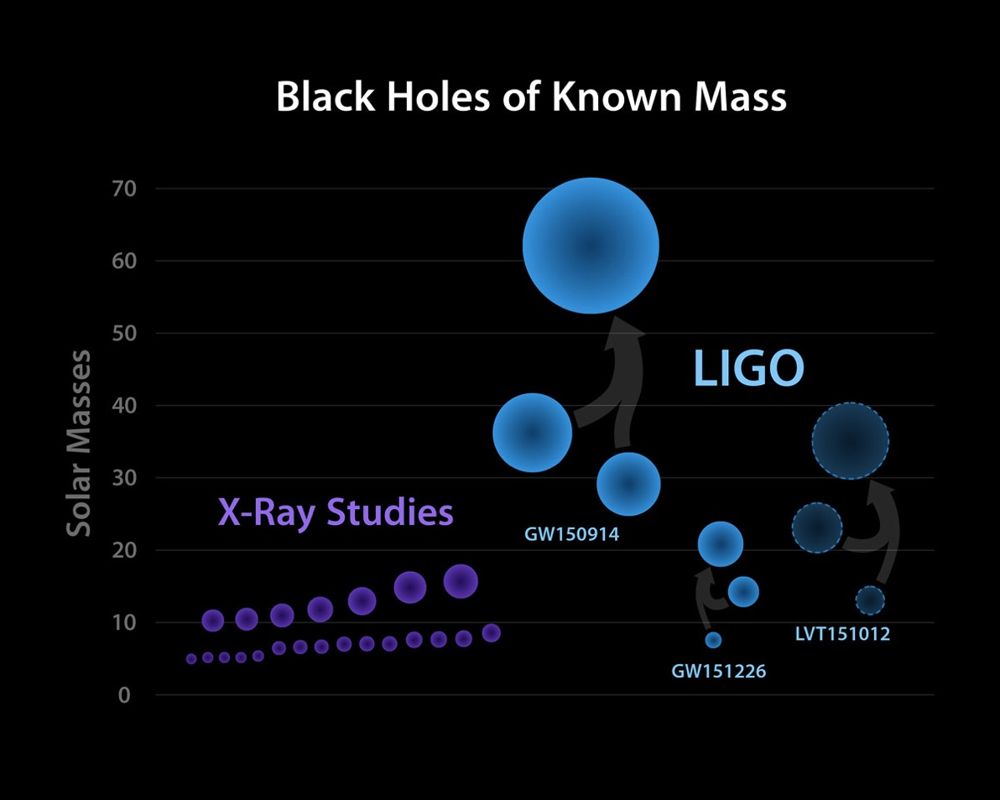 Black Holes of Known Mass
70
60
50
40
30
20
10
0
Solar Masses
X-Ray Studies
LIGO
GW150914
GW151226
LVT151012